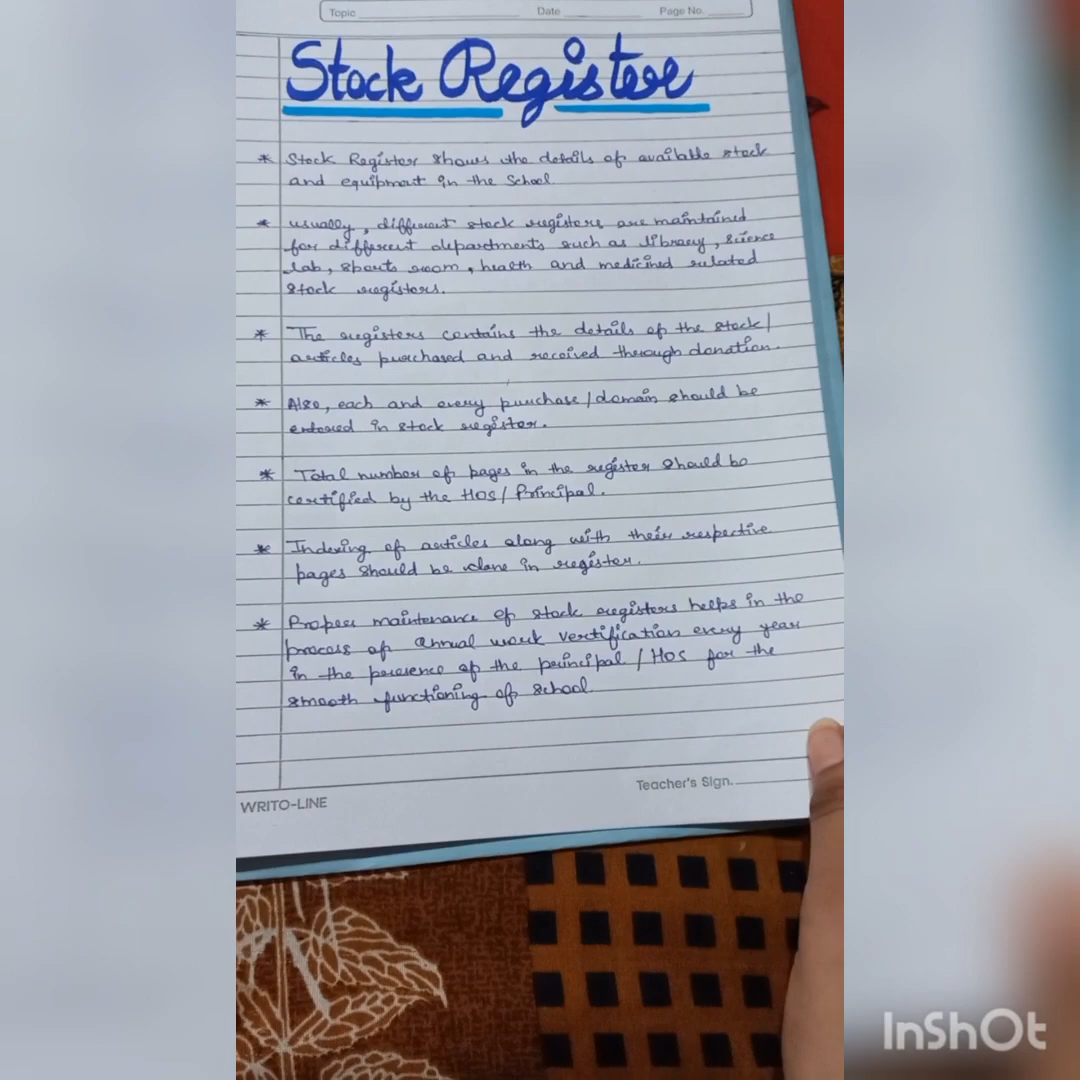 Topic Date Page No.
Stock Register
* Stock Register shows the details of available stock
and equipment in the School.
* usually, different stock registers are maintained
for different departments such as library, science
lab, sports room, health and medicined related
stock registers.
* The registers contains the details of the stock/
articles purchased and received through donation.
* Also, each and every purchase/domain should be
entered in stock register.
* Total number of pages in the register should be
certified by the HOS/Principal.
* Indexing of articles along with their respective
pages should be done in register.
* Proper maintenance of stock registers helps in the
process of annual work vertification every year
in the presence of the principal/HOS for the
smooth functioning of school.
Teacher's Sign.
WRITO-LINE
InShOt